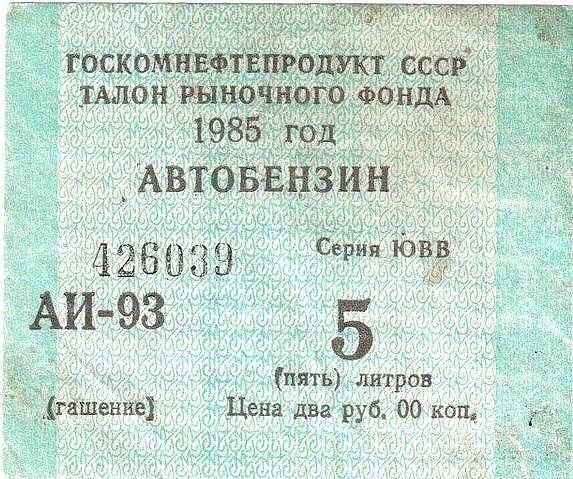 ГОСКОМНЕФТЕПРОДУКТ СССР
ТАЛОН РЫНОЧНОГО ФОНДА
1985 ГОД
АВТОБЕНЗИН
426039 Серия ЮВВ
АИ-93 5
(пять) литров
(гашение) Цена два руб. 00 коп.